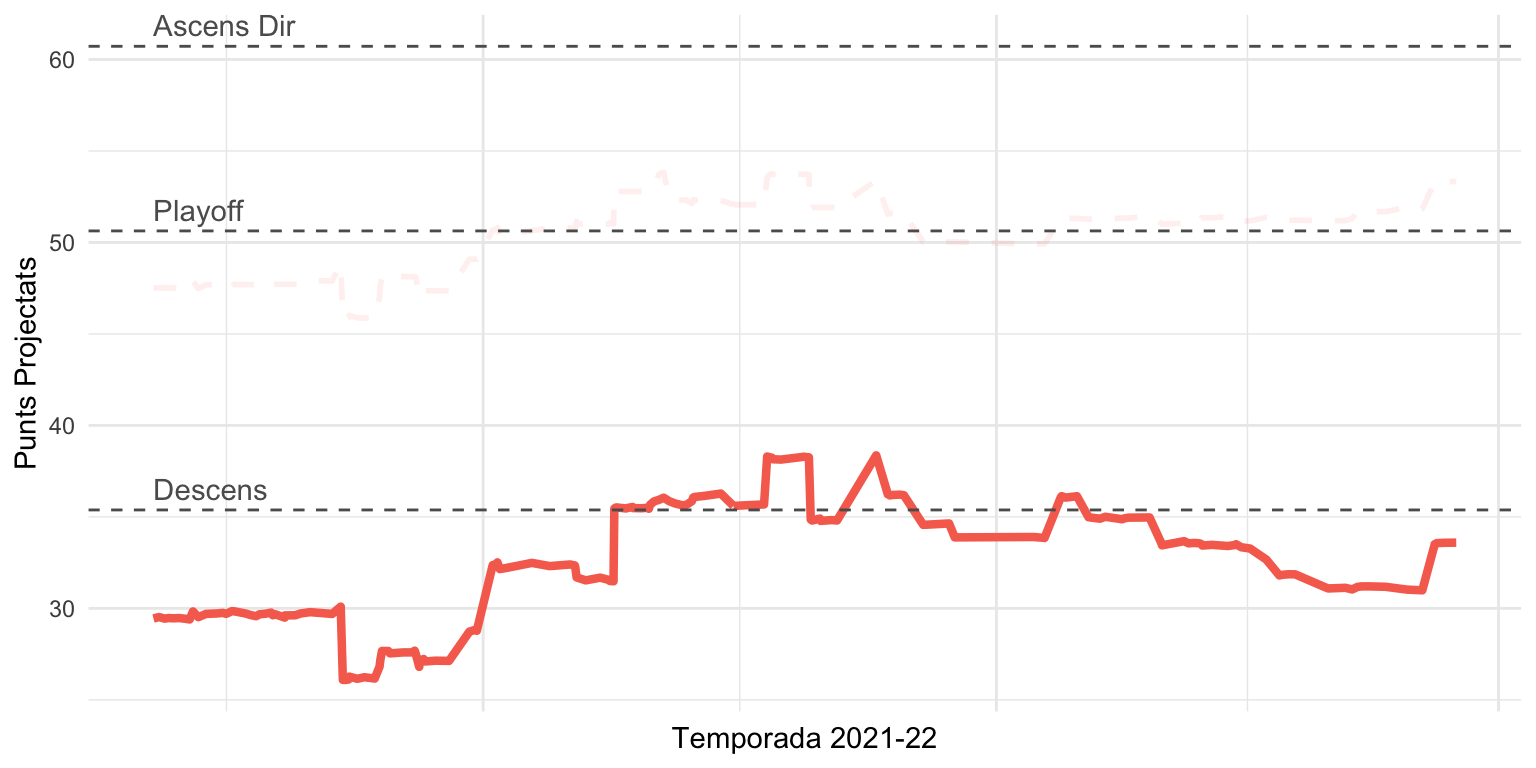 Ascens Dir
60
Playoff
50
40
Descens
30
Punts Projectats
Temporada 2021-22